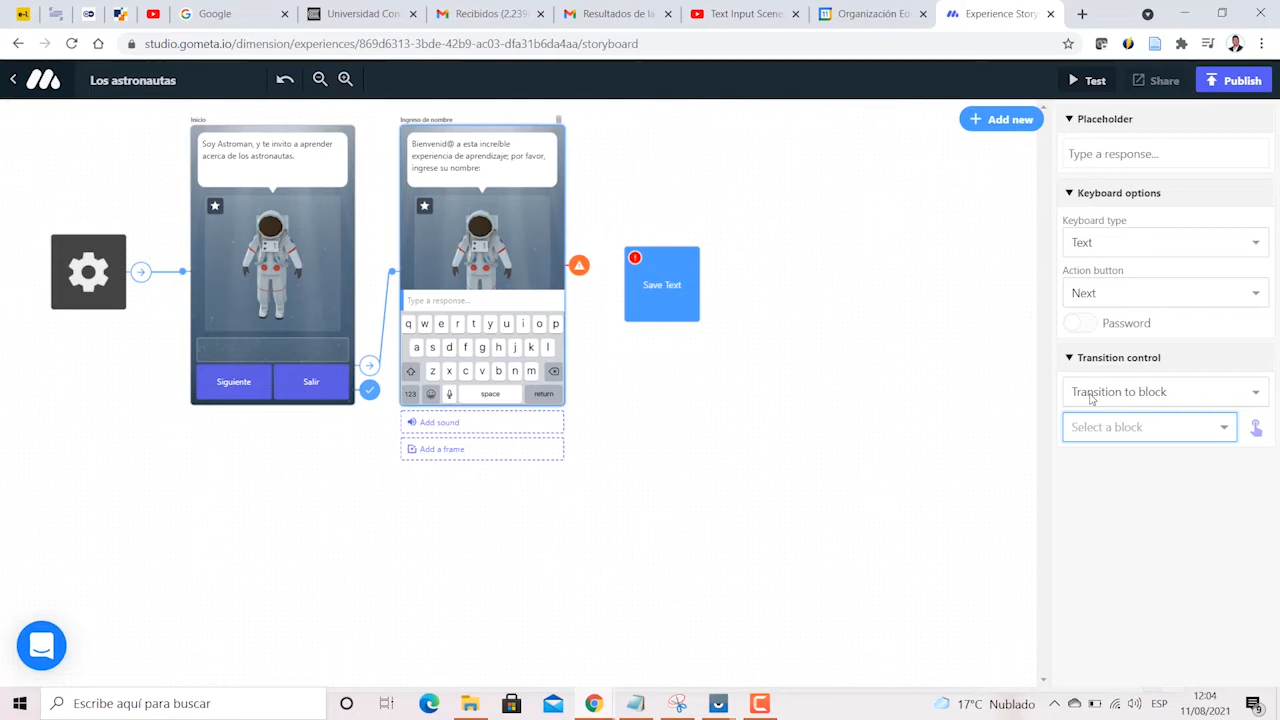 Google
Universidad Con
Recibidos (2.239
Resultados de la
Text Input Scene
Organización Ed
Experience Story
studio.gometa.io/dimension/experiences/869d6313-3bde-42b9-ac03-dfa31b6da4aa/storyboard
Los astronautas
Test
Share
Publish
Add new
Inicio
Soy Astroman, y te invito a aprender
acerca de los astronautas.
Siguiente
Salir
Ingreso de nombre
Bienvenid@ a esta increíble
experiencia de aprendizaje; por favor,
ingrese su nombre:
Type a response...
q w e r t y u i o p
a s d f g h j k l
z x c v b n m
123 space return
Add sound
Add a frame
Save Text
Placeholder
Type a response...
Keyboard options
Keyboard type
Text
Action button
Next
Password
Transition control
Transition to block
Select a block
Escribe aquí para buscar
17°C Nublado
ESP
12:04
11/08/2021